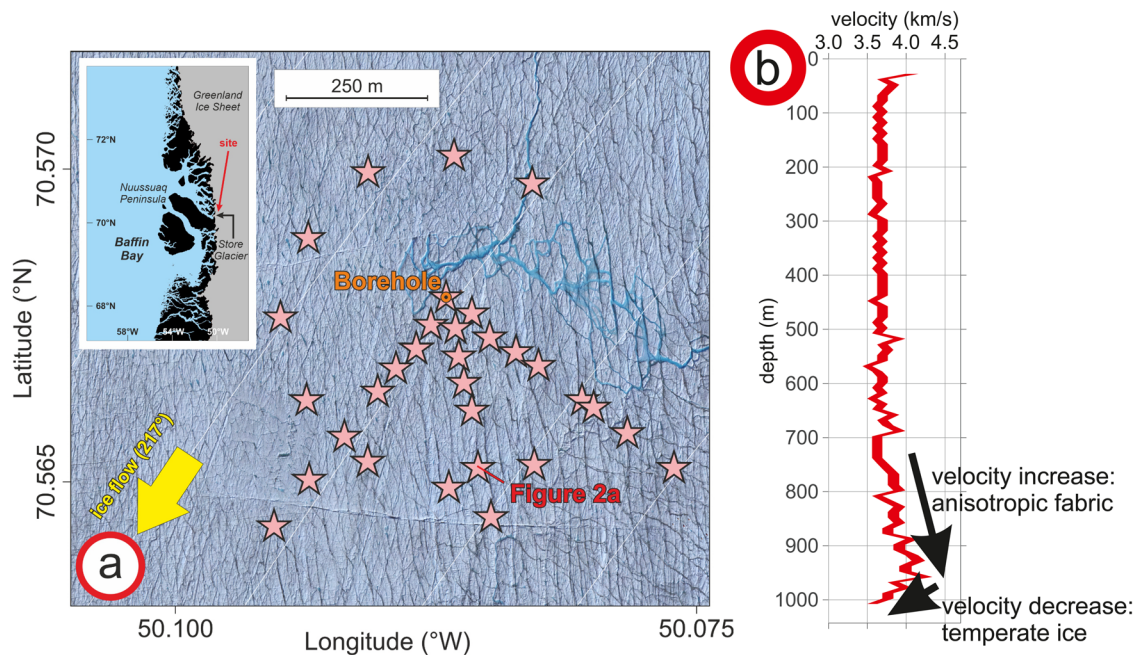 velocity (km/s)
3.0 3.5 4.0 4.5
b
0
100
200
300
400
500
600
700
800
900
1000
depth (m)
velocity increase:
anisotropic fabric
velocity decrease:
temperate ice
250 m
Greenland
Ice Sheet
72°N
site
Nuussuaq
Peninsula
70°N
Baffin
Bay
Store
Glacier
68°N
58°W 54°W 50°W
Borehole
Figure 2a
ice flow (217°)
a
Latitude (°N)
70.570
70.565
50.100
50.075
Longitude (°W)